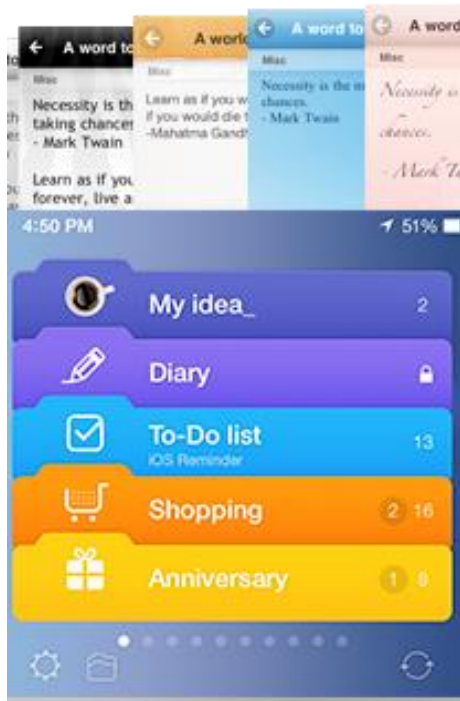 A word to
Misc
Necessity is th
taking chances
- Mark Twain
Learn as if you
forever, live a
A worl
Misc
Learn as if you w
if you would die t
-Mahatma Gandh
A word to
Misc
Necessity is the m
chances.
- Mark Twain
A word
Misc
Necessity is
chances.
- Mark Tw
4:50 PM
51%
My idea_
2
Diary
To-Do list
iOS Reminder
13
Shopping
2 16
Anniversary
1 8